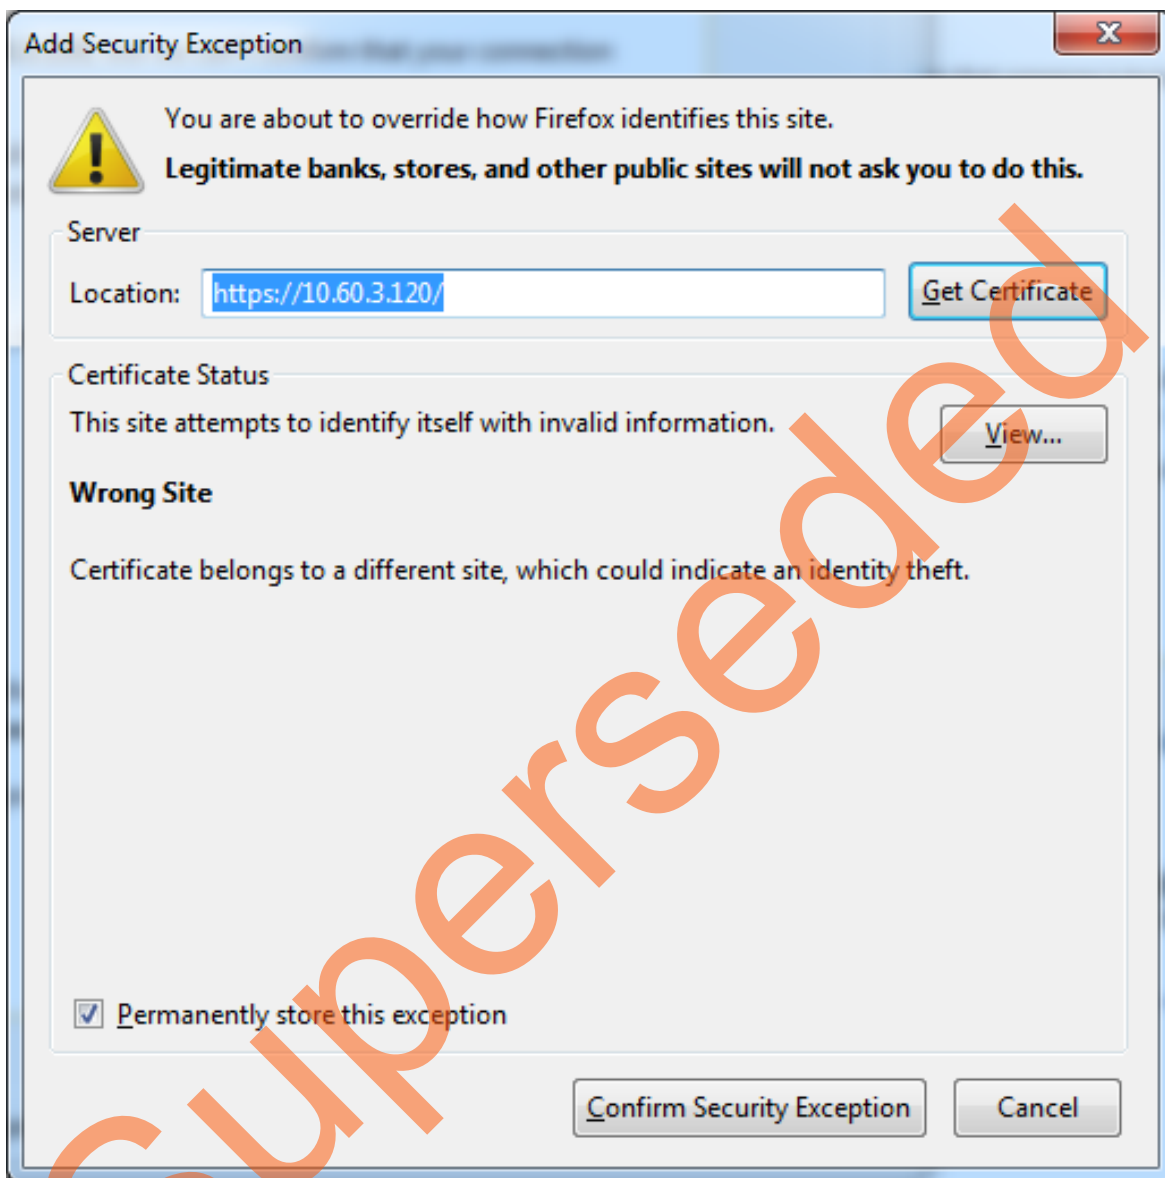 Add Security Exception
You are about to override how Firefox identifies this site.
Legitimate banks, stores, and other public sites will not ask you to do this.
Server
Location: https://10.60.3.120/ Get Certificate
Certificate Status
This site attempts to identify itself with invalid information.
View...
Wrong Site
Certificate belongs to a different site, which could indicate an identity theft.
Permanently store this exception
Confirm Security Exception Cancel
Superseded